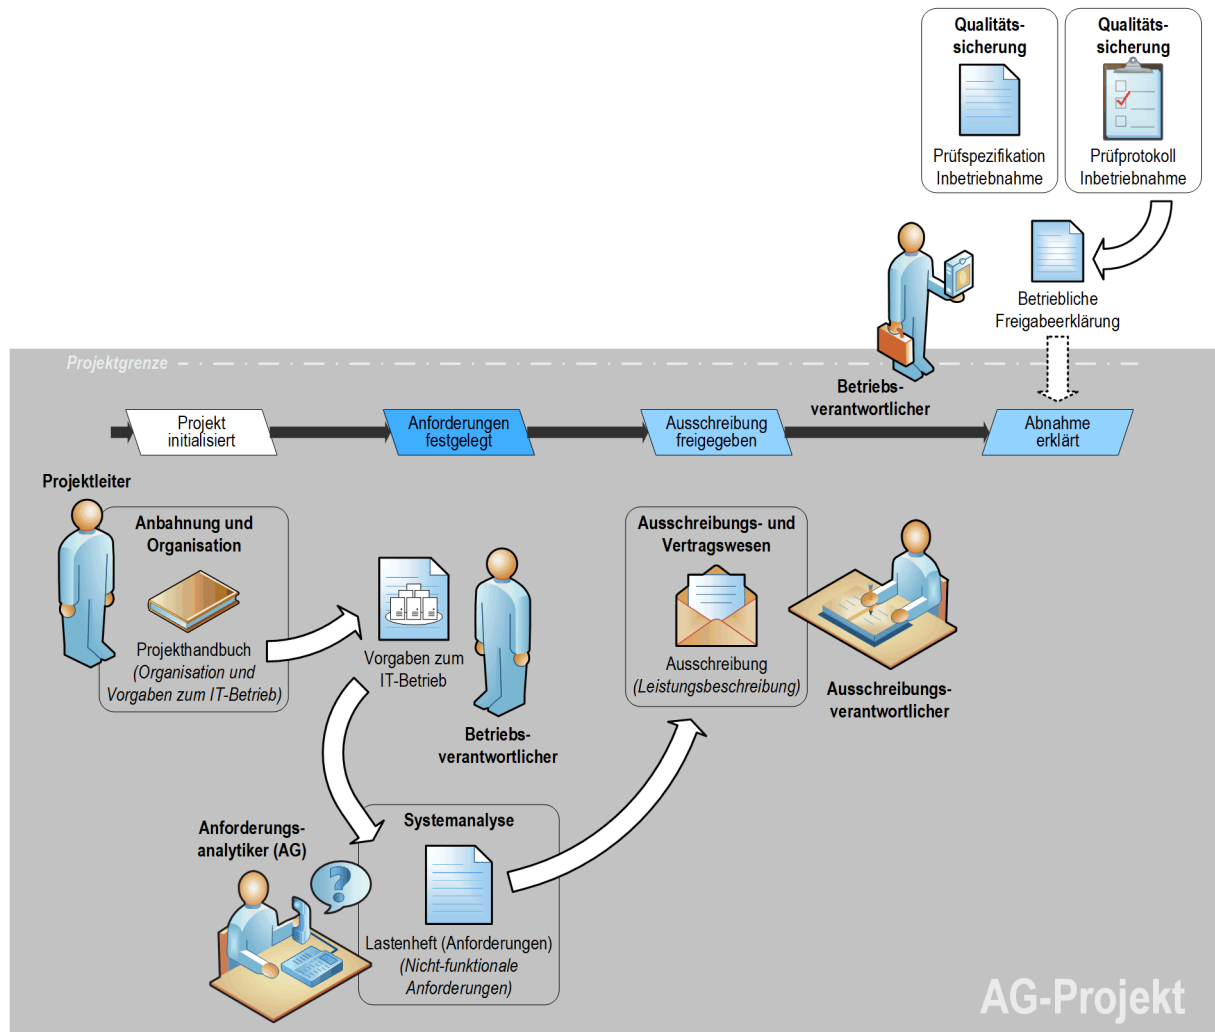 Qualitäts-
sicherung
Prüfspezifikation
Inbetriebnahme
Qualitäts-
sicherung
Prüfprotokoll
Inbetriebnahme
Betriebliche
Freigabeerklärung
Projektgrenze
Betriebs-
verantwortlicher
Projekt
initialisiert
Anforderungen
festgelegt
Ausschreibung
freigegeben
Abnahme
erklärt
Projektleiter
Anbahnung und
Organisation
Projekthandbuch
(Organisation und
Vorgaben zum IT-Betrieb)
Vorgaben zum
IT-Betrieb
Betriebs-
verantwortlicher
Ausschreibungs- und
Vertragswesen
Ausschreibung
(Leistungsbeschreibung)
Ausschreibungs-
verantwortlicher
Anforderungs-
analytiker (AG)
?
Systemanalyse
Lastenheft (Anforderungen)
(Nicht-funktionale
Anforderungen)
AG-Projekt